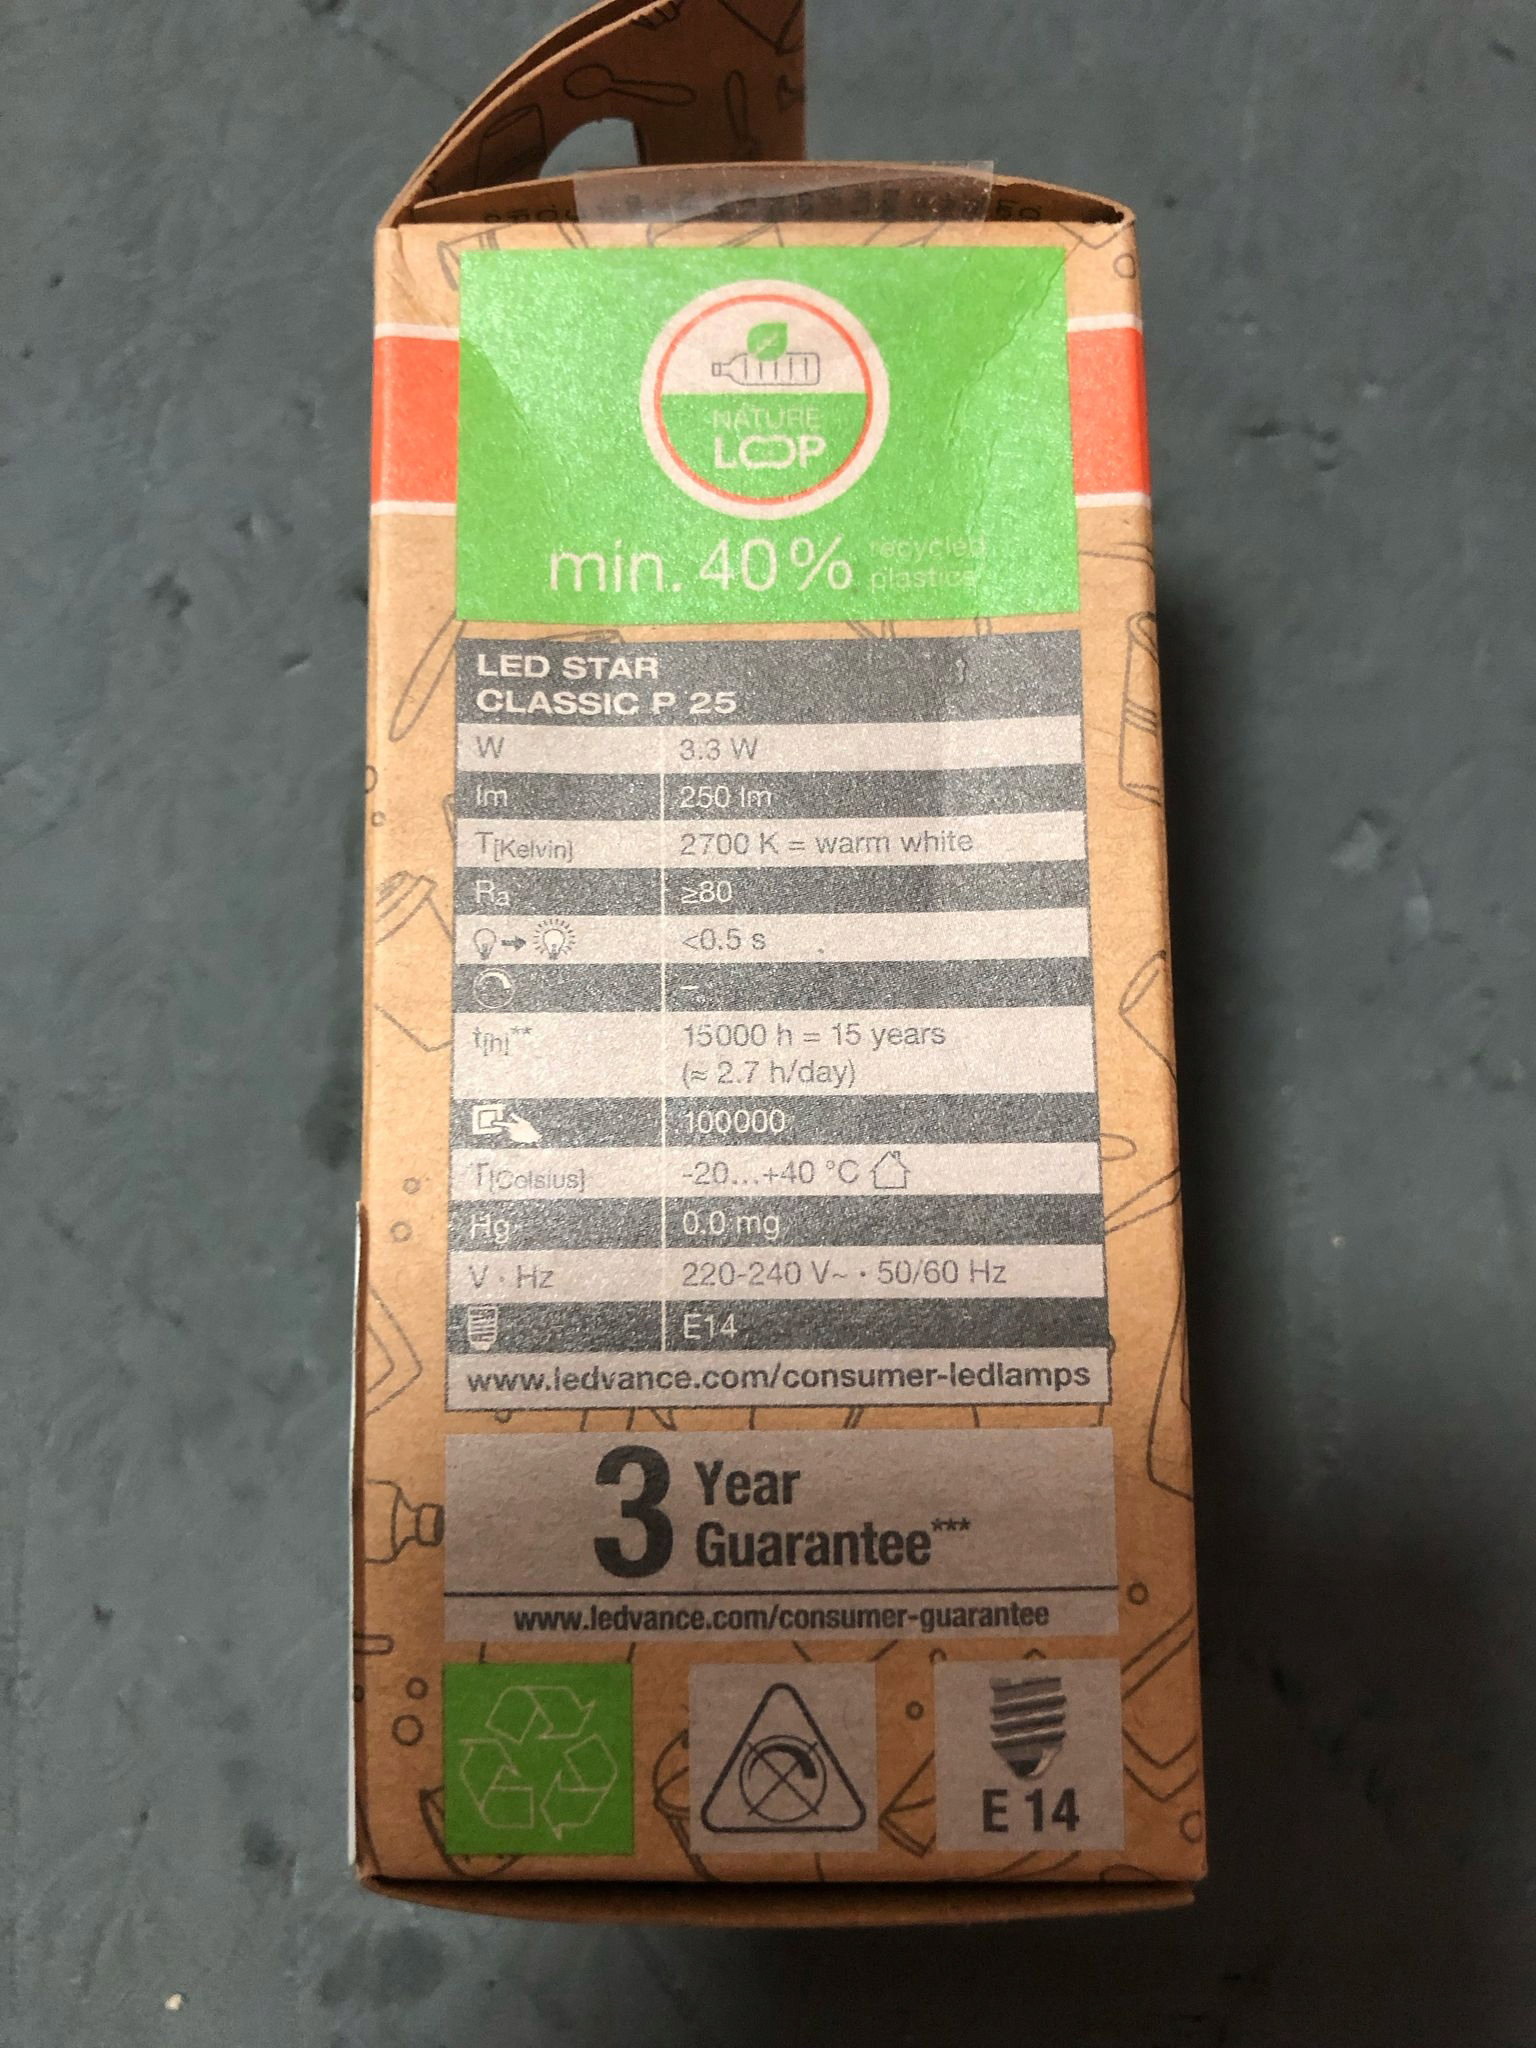 NATURE
LOOP
min. 40% recycled
plastics
LED STAR
CLASSIC P 25
W 3.3 W
lm 250 lm
T[Kelvin] 2700 K = warm white
Ra ≥80
<0.5 s
–
t[h]** 15000 h = 15 years
(≈ 2.7 h/day)
100000
T[Celsius] -20...+40 °C
Hg 0.0 mg
V · Hz 220-240 V~ · 50/60 Hz
E14
www.ledvance.com/consumer-ledlamps
3 Year
Guarantee***
www.ledvance.com/consumer-guarantee
E 14